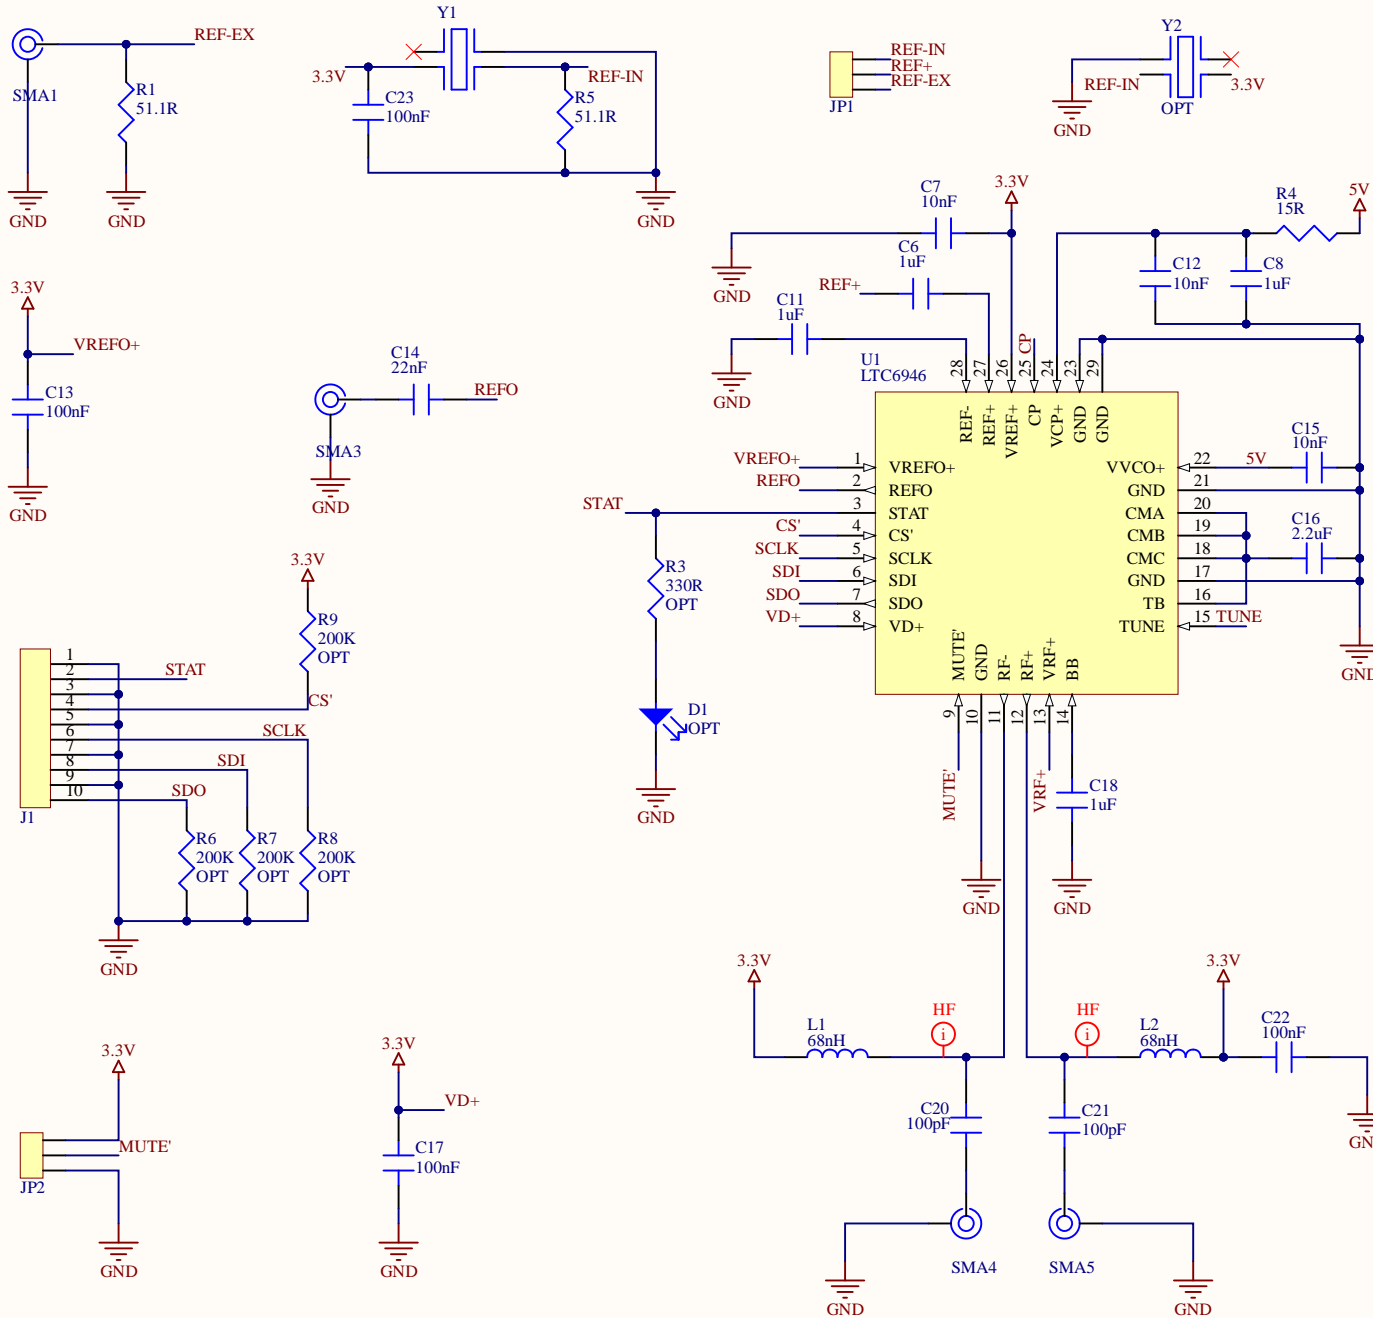 REF-EX
SMA1
R1
51.1R
GND
GND
Y1
3.3V
REF-IN
C23
100nF
R5
51.1R
GND
REF-IN
REF+
REF-EX
JP1
Y2
REF-IN
3.3V
OPT
GND
C7
10nF
3.3V
GND
C6
1uF
REF+
C11
1uF
GND
R4
15R
5V
C12
10nF
C8
1uF
3.3V
VREFO+
C13
100nF
GND
C14
22nF
REFO
SMA3
GND
U1
LTC6946
CP
28
27
26
25
24
23
29
REF-
REF+
VREF+
CP
VCP+
GND
GND
VREFO+ 1 VREFO+
REFO 2 REFO
STAT 3 STAT
CS' 4 CS'
SCLK 5 SCLK
SDI 6 SDI
SDO 7 SDO
VD+ 8 VD+
VVCO+ 22 5V
GND 21
CMA 20
CMB 19
CMC 18
GND 17
TB 16
TUNE 15 TUNE
C15
10nF
C16
2.2uF
GND
MUTE'
GND
RF-
RF+
VRF+
BB
9
10
11
12
13
14
MUTE'
VRF+
C18
1uF
GND
GND
R3
330R
OPT
D1
OPT
GND
3.3V
R9
200K
OPT
1
2 STAT
3
4 CS'
5
6 SCLK
7
8 SDI
9
10 SDO
J1
R6
200K
OPT
R7
200K
OPT
R8
200K
OPT
GND
3.3V
L1
68nH
HF
i
HF
i
L2
68nH
3.3V
C22
100nF
GN
C20
100pF
C21
100pF
SMA4
SMA5
GND
GND
3.3V
MUTE'
JP2
GND
3.3V
VD+
C17
100nF
GND